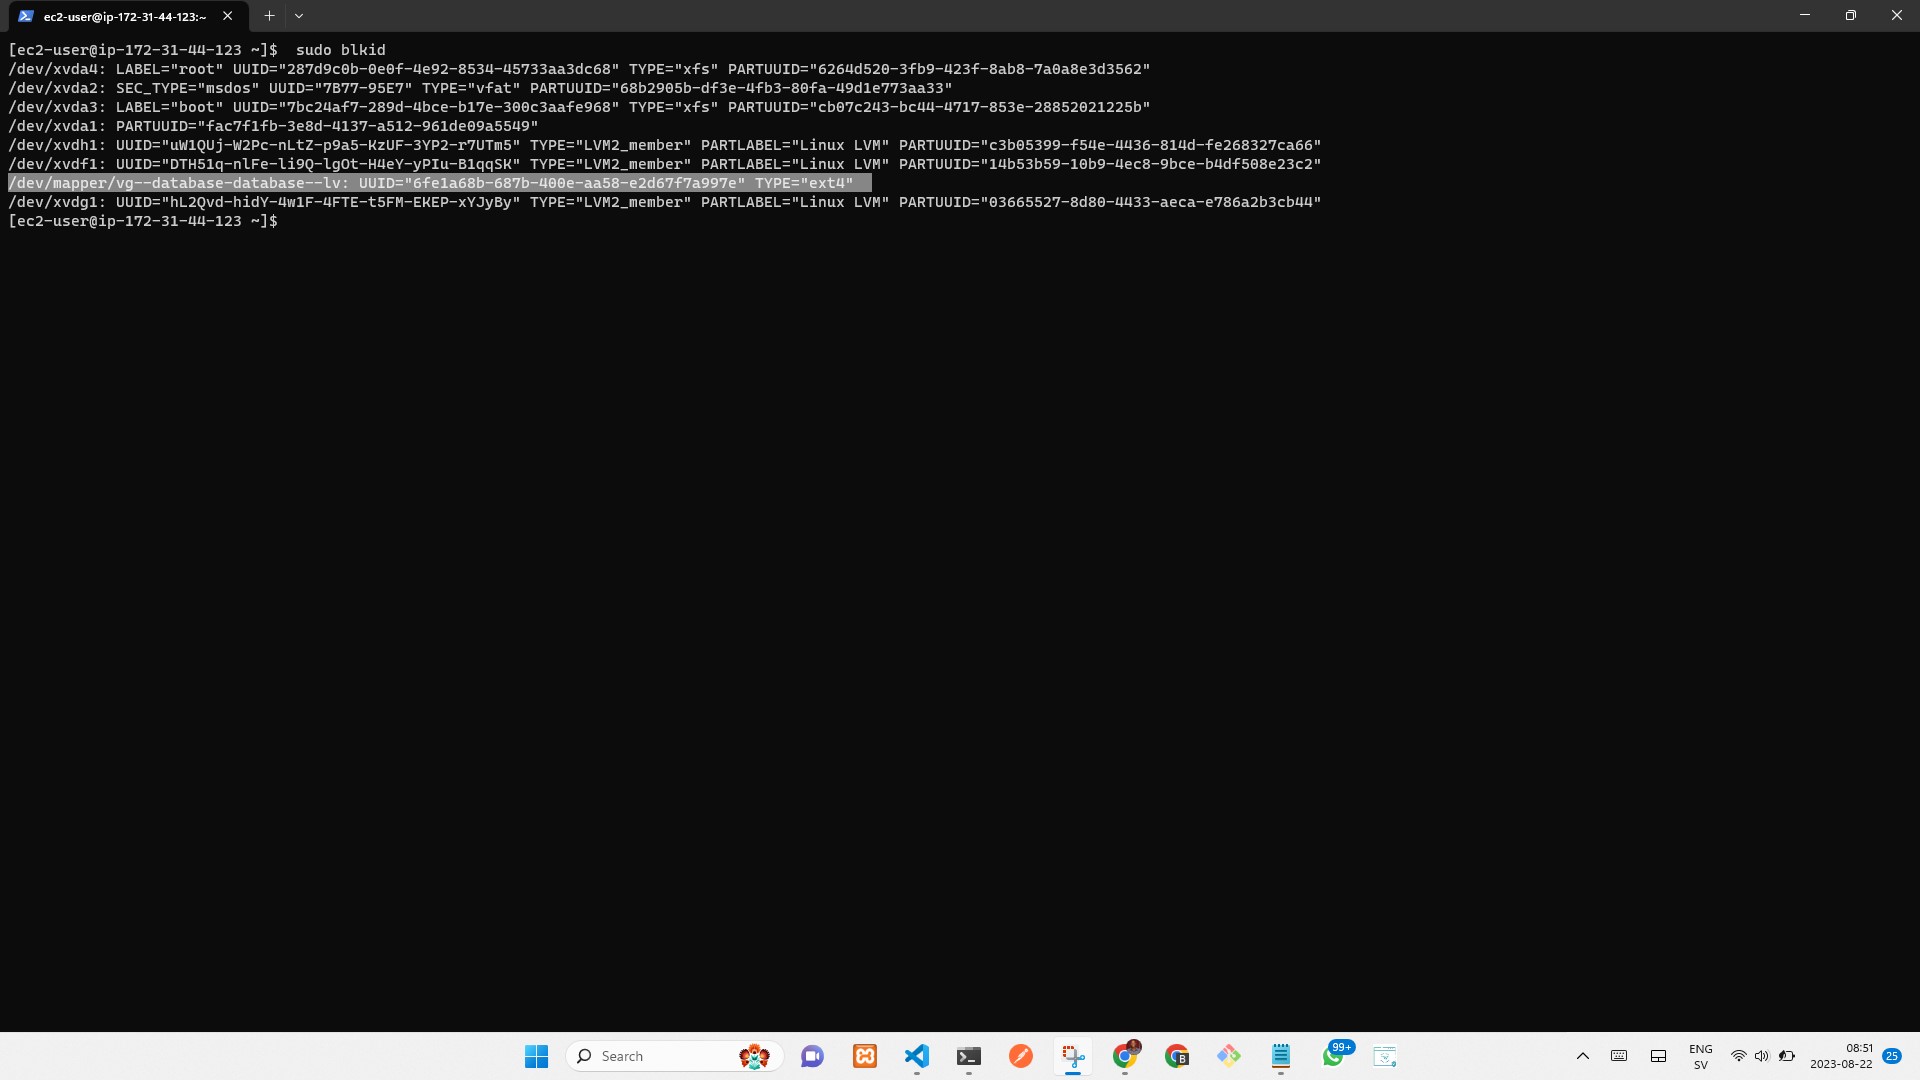 ec2-user@ip-172-31-44-123:~
[ec2-user@ip-172-31-44-123 ~]$  sudo blkid
/dev/xvda4: LABEL="root" UUID="287d9c0b-0e0f-4e92-8534-45733aa3dc68" TYPE="xfs" PARTUUID="6264d520-3fb9-423f-8ab8-7a0a8e3d3562"
/dev/xvda2: SEC_TYPE="msdos" UUID="7B77-95E7" TYPE="vfat" PARTUUID="68b2905b-df3e-4fb3-80fa-49d1e773aa33"
/dev/xvda3: LABEL="boot" UUID="7bc24af7-289d-4bce-b17e-300c3aafe968" TYPE="xfs" PARTUUID="cb07c243-bc44-4717-853e-28852021225b"
/dev/xvda1: PARTUUID="fac7f1fb-3e8d-4137-a512-961de09a5549"
/dev/xvdh1: UUID="uW1QUj-W2Pc-nLtZ-p9a5-KzUF-3YP2-r7UTm5" TYPE="LVM2_member" PARTLABEL="Linux LVM" PARTUUID="c3b05399-f54e-4436-814d-fe268327ca66"
/dev/xvdf1: UUID="DTH51q-nlFe-li9Q-lgOt-H4eY-yPIu-B1qqSK" TYPE="LVM2_member" PARTLABEL="Linux LVM" PARTUUID="14b53b59-10b9-4ec8-9bce-b4df508e23c2"
/dev/mapper/vg--database-database--lv: UUID="6fe1a68b-687b-400e-aa58-e2d67f7a997e" TYPE="ext4"
/dev/xvdg1: UUID="hL2Qvd-hidY-4w1F-4FTE-t5FM-EKEP-xYJyBy" TYPE="LVM2_member" PARTLABEL="Linux LVM" PARTUUID="03665527-8d80-4433-aeca-e786a2b3cb44"
[ec2-user@ip-172-31-44-123 ~]$
Search
99+
ENG
SV
08:51
2023-08-22
25